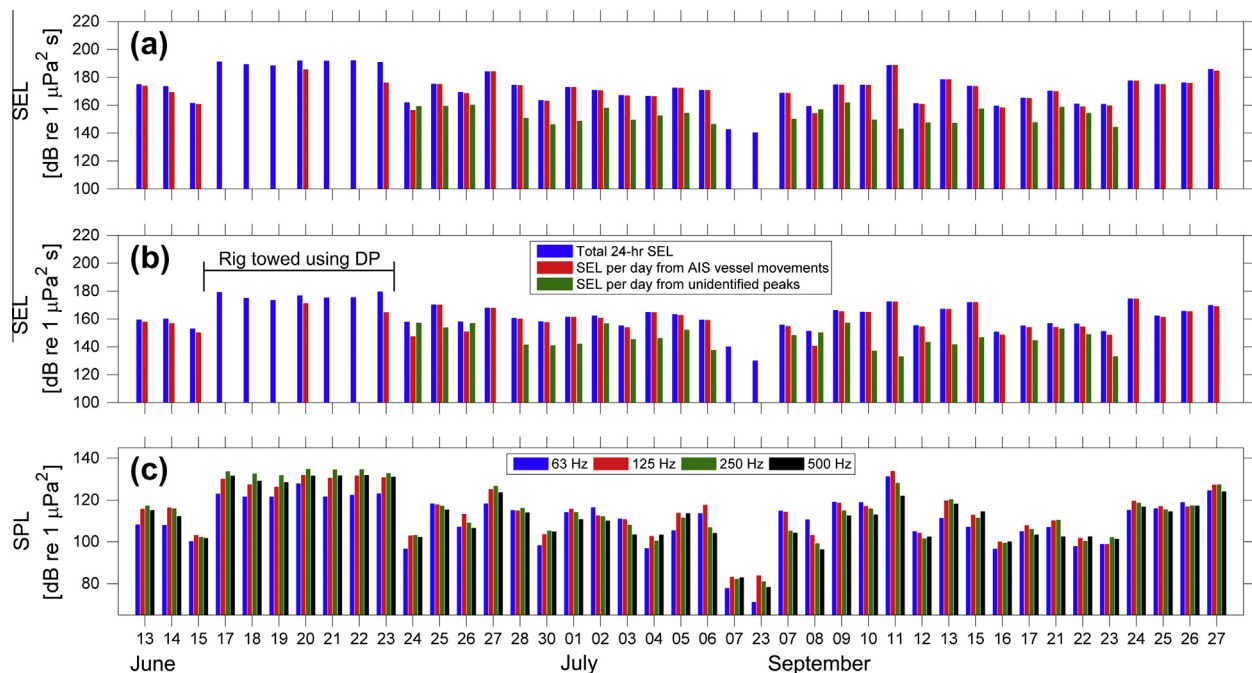 (a)
SEL
[dB re 1 µPa² s]
220
200
180
160
140
120
100
(b)
Rig towed using DP
Total 24-hr SEL
SEL per day from AIS vessel movements
SEL per day from unidentified peaks
SEL
[dB re 1 µPa² s]
220
200
180
160
140
120
100
(c)
63 Hz 125 Hz 250 Hz 500 Hz
SPL
[dB re 1 µPa²]
140
120
100
80
13 14 15 17 18 19 20 21 22 23 24 25 26 27 28 30 01 02 03 04 05 06 07 23 07 08 09 10 11 12 13 15 16 17 21 22 23 24 25 26 27
June July September